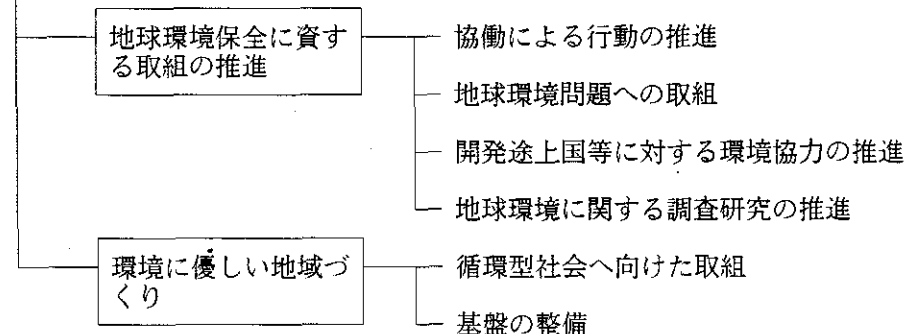 地球環境保全に資す
る取組の推進
協働による行動の推進
地球環境問題への取組
開発途上国等に対する環境協力の推進
地球環境に関する調査研究の推進
環境に優しい地域づ
くり
循環型社会へ向けた取組
基盤の整備